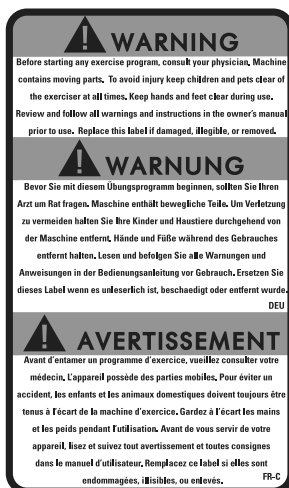 WARNING
Before starting any exercise program, consult your physician. Machine
contains moving parts. To avoid injury keep children and pets clear of
the exerciser at all times. Keep hands and feet clear during use.
Review and follow all warnings and instructions in the owner's manual
prior to use. Replace this label if damaged, illegible, or removed.
WARNUNG
Bevor Sie mit diesem Übungsprogramm beginnen, sollten Sie Ihren
Arzt um Rat fragen. Maschine enthält bewegliche Teile. Um Verletzung
zu vermeiden halten Sie Ihre Kinder und Haustiere durchgehend von
der Maschine entfernt. Hände und Füße während des Gebrauches
entfernt halten. Lesen und befolgen Sie alle Warnungen und
Anweisungen in der Bedienungsanleitung vor Gebrauch. Ersetzen Sie
dieses Label wenn es unleserlich ist, beschaedigt oder entfernt wurde.
DEU
AVERTISSEMENT
Avant d'entamer un programme d'exercice, vueillez consulter votre
médecin. L'appareil possède des parties mobiles. Pour éviter un
accident, les enfants et les animaux domestiques doivent toujours être
tenus à l'écart de la machine d'exercice. Gardez à l'écart les mains
et les peids pendant l'utilisation. Avant de vous servir de votre
appareil, lisez et suivez tout avertissement et toutes consignes
dans le manuel d'utilisateur. Remplacez ce label si elles sont
endommagées, illisibles, ou enlevés.
FR-C